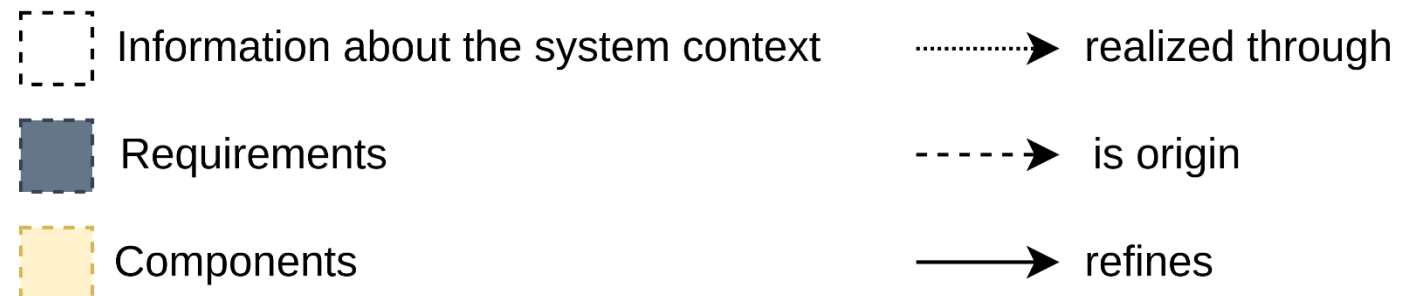 Information about the system context
realized through
Requirements
is origin
Components
refines